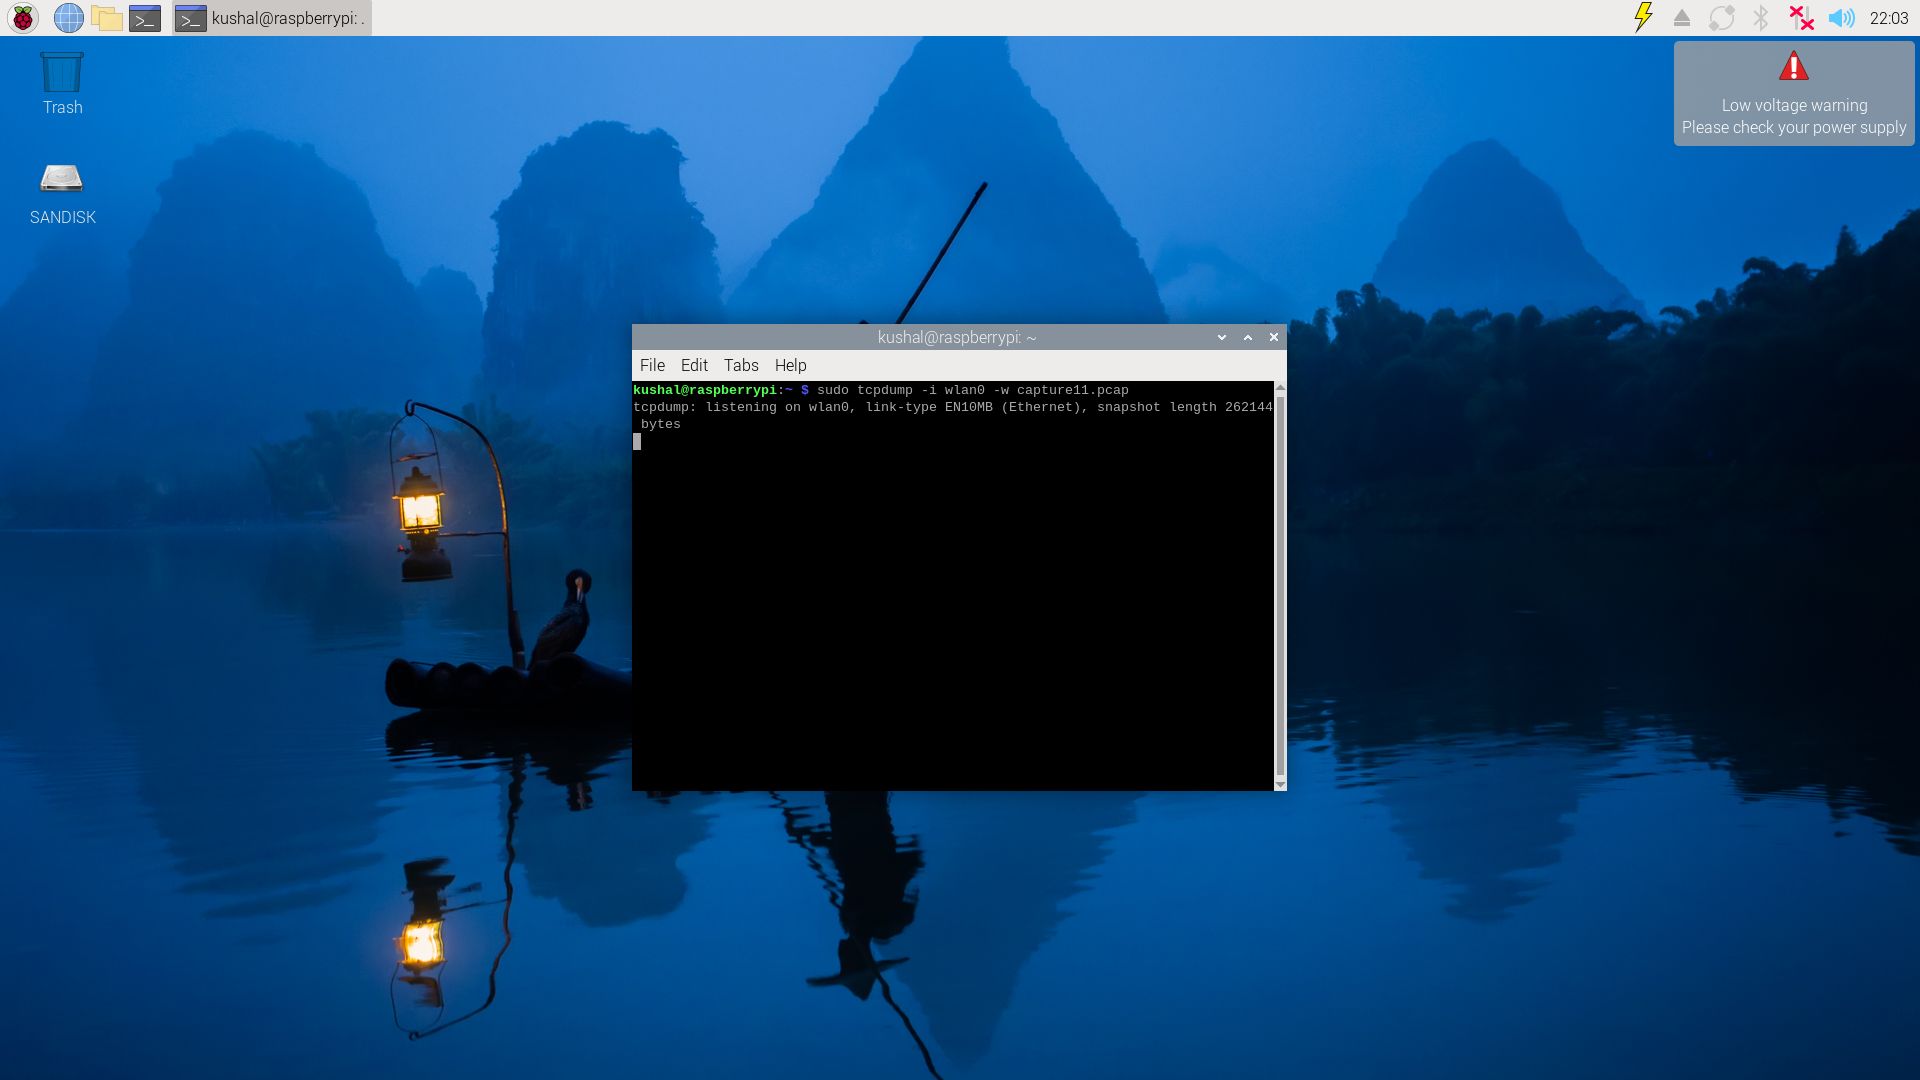 kushal@raspberrypi: .
22:03
Trash
SANDISK
Low voltage warning
Please check your power supply
kushal@raspberrypi: ~
File Edit Tabs Help
kushal@raspberrypi:~ $ sudo tcpdump -i wlan0 -w capture11.pcap
tcpdump: listening on wlan0, link-type EN10MB (Ethernet), snapshot length 262144
 bytes